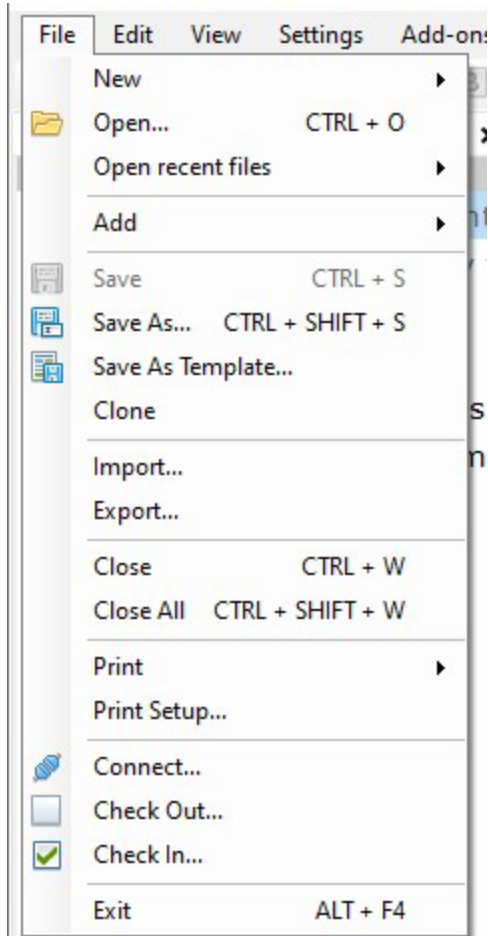 File Edit View Settings Add-ons
New
Open... CTRL + O
Open recent files
Add
Save CTRL + S
Save As... CTRL + SHIFT + S
Save As Template...
Clone
Import...
Export...
Close CTRL + W
Close All CTRL + SHIFT + W
Print
Print Setup...
Connect...
Check Out...
Check In...
Exit ALT + F4